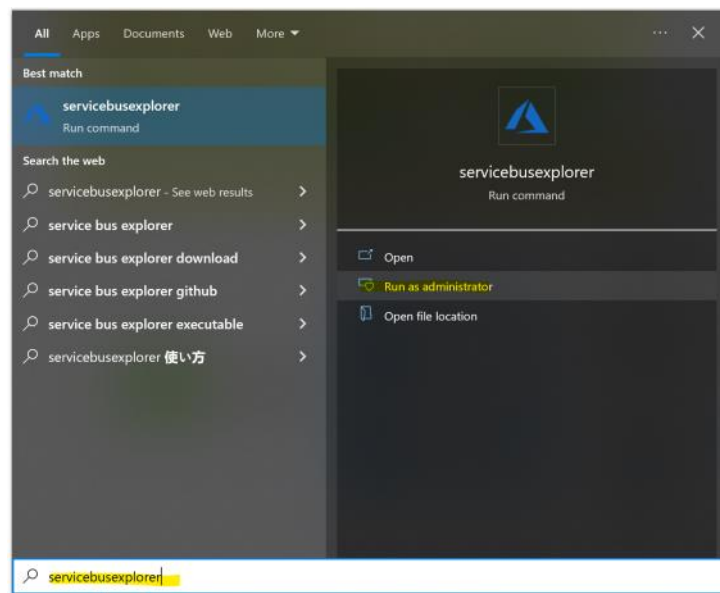 All Apps Documents Web More
Best match
servicebusexplorer
Run command
Search the web
servicebusexplorer - See web results
service bus explorer
service bus explorer download
service bus explorer github
service bus explorer executable
servicebusexplorer 使い方
servicebusexplorer
Run command
Open
Run as administrator
Open file location
servicebusexplorer